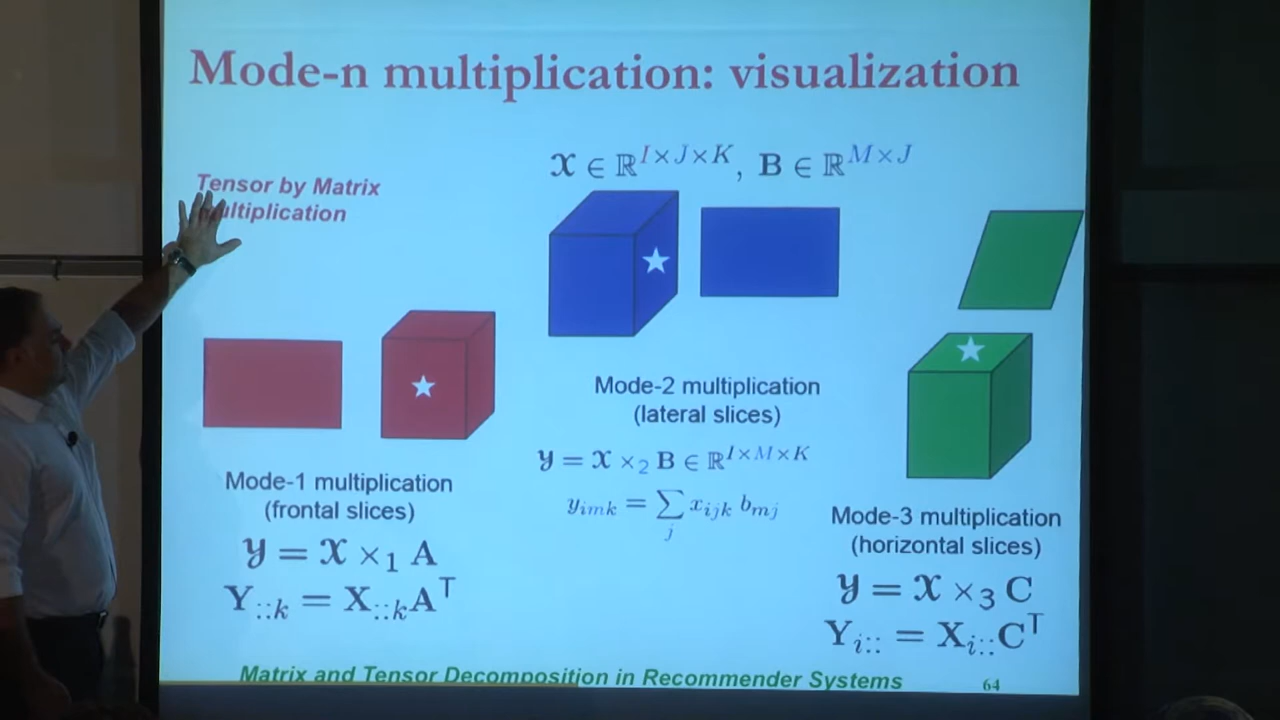 Mode-n multiplication: visualization
Tensor by Matrix
ultiplication
𝒳 ∈ ℝ^{I×J×K}, B ∈ ℝ^{M×J}
Mode-1 multiplication
(frontal slices)
𝒴 = 𝒳 ×₁ A
Y_{::k} = X_{::k}A^T
Mode-2 multiplication
(lateral slices)
𝒴 = 𝒳 ×₂ B ∈ ℝ^{I×M×K}
y_{imk} = ∑_j x_{ijk} b_{mj}
Mode-3 multiplication
(horizontal slices)
𝒴 = 𝒳 ×₃ C
Y_{i::} = X_{i::}C^T
Matrix and Tensor Decomposition in Recommender Systems
64